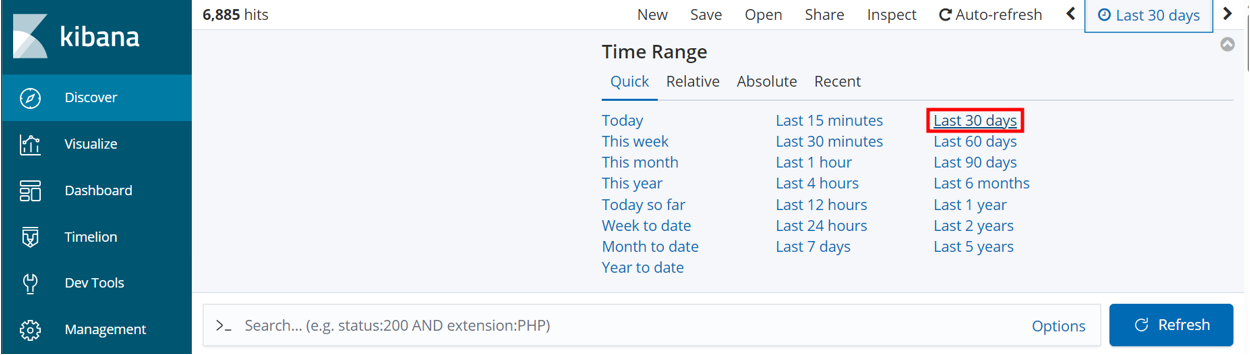 kibana
Discover
Visualize
Dashboard
Timelion
Dev Tools
Management
6,885 hits
New Save Open Share Inspect Auto-refresh Last 30 days
Time Range
Quick Relative Absolute Recent
Today Last 15 minutes Last 30 days
This week Last 30 minutes Last 60 days
This month Last 1 hour Last 90 days
This year Last 4 hours Last 6 months
Today so far Last 12 hours Last 1 year
Week to date Last 24 hours Last 2 years
Month to date Last 7 days Last 5 years
Year to date
>_ Search... (e.g. status:200 AND extension:PHP) Options Refresh